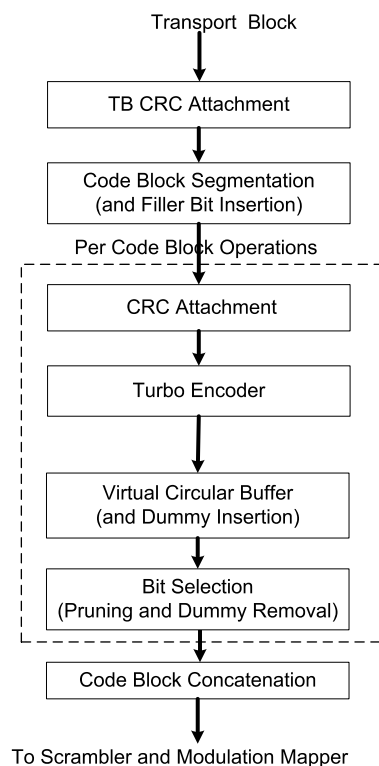 Transport Block
TB CRC Attachment
Code Block Segmentation
(and Filler Bit Insertion)
Per Code Block Operations
CRC Attachment
Turbo Encoder
Virtual Circular Buffer
(and Dummy Insertion)
Bit Selection
(Pruning and Dummy Removal)
Code Block Concatenation
To Scrambler and Modulation Mapper